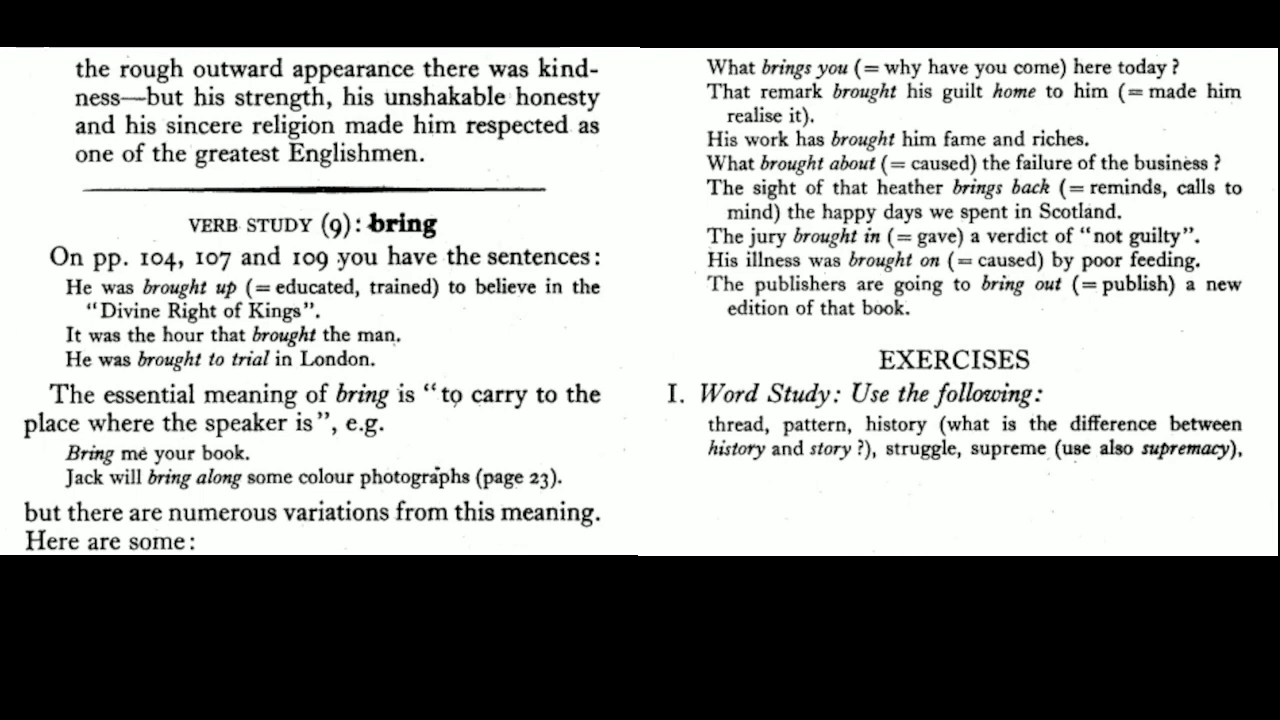 the rough outward appearance there was kind-
ness—but his strength, his unshakable honesty
and his sincere religion made him respected as
one of the greatest Englishmen.
VERB STUDY (9): bring
On pp. 104, 107 and 109 you have the sentences:
He was brought up (= educated, trained) to believe in the
"Divine Right of Kings".
It was the hour that brought the man.
He was brought to trial in London.
The essential meaning of bring is "to carry to the
place where the speaker is", e.g.
Bring me your book.
Jack will bring along some colour photographs (page 23).
but there are numerous variations from this meaning.
Here are some:
What brings you (= why have you come) here today?
That remark brought his guilt home to him (= made him
realise it).
His work has brought him fame and riches.
What brought about (= caused) the failure of the business?
The sight of that heather brings back (= reminds, calls to
mind) the happy days we spent in Scotland.
The jury brought in (= gave) a verdict of "not guilty".
His illness was brought on (= caused) by poor feeding.
The publishers are going to bring out (= publish) a new
edition of that book.
EXERCISES
I. Word Study: Use the following:
thread, pattern, history (what is the difference between
history and story?), struggle, supreme (use also supremacy),